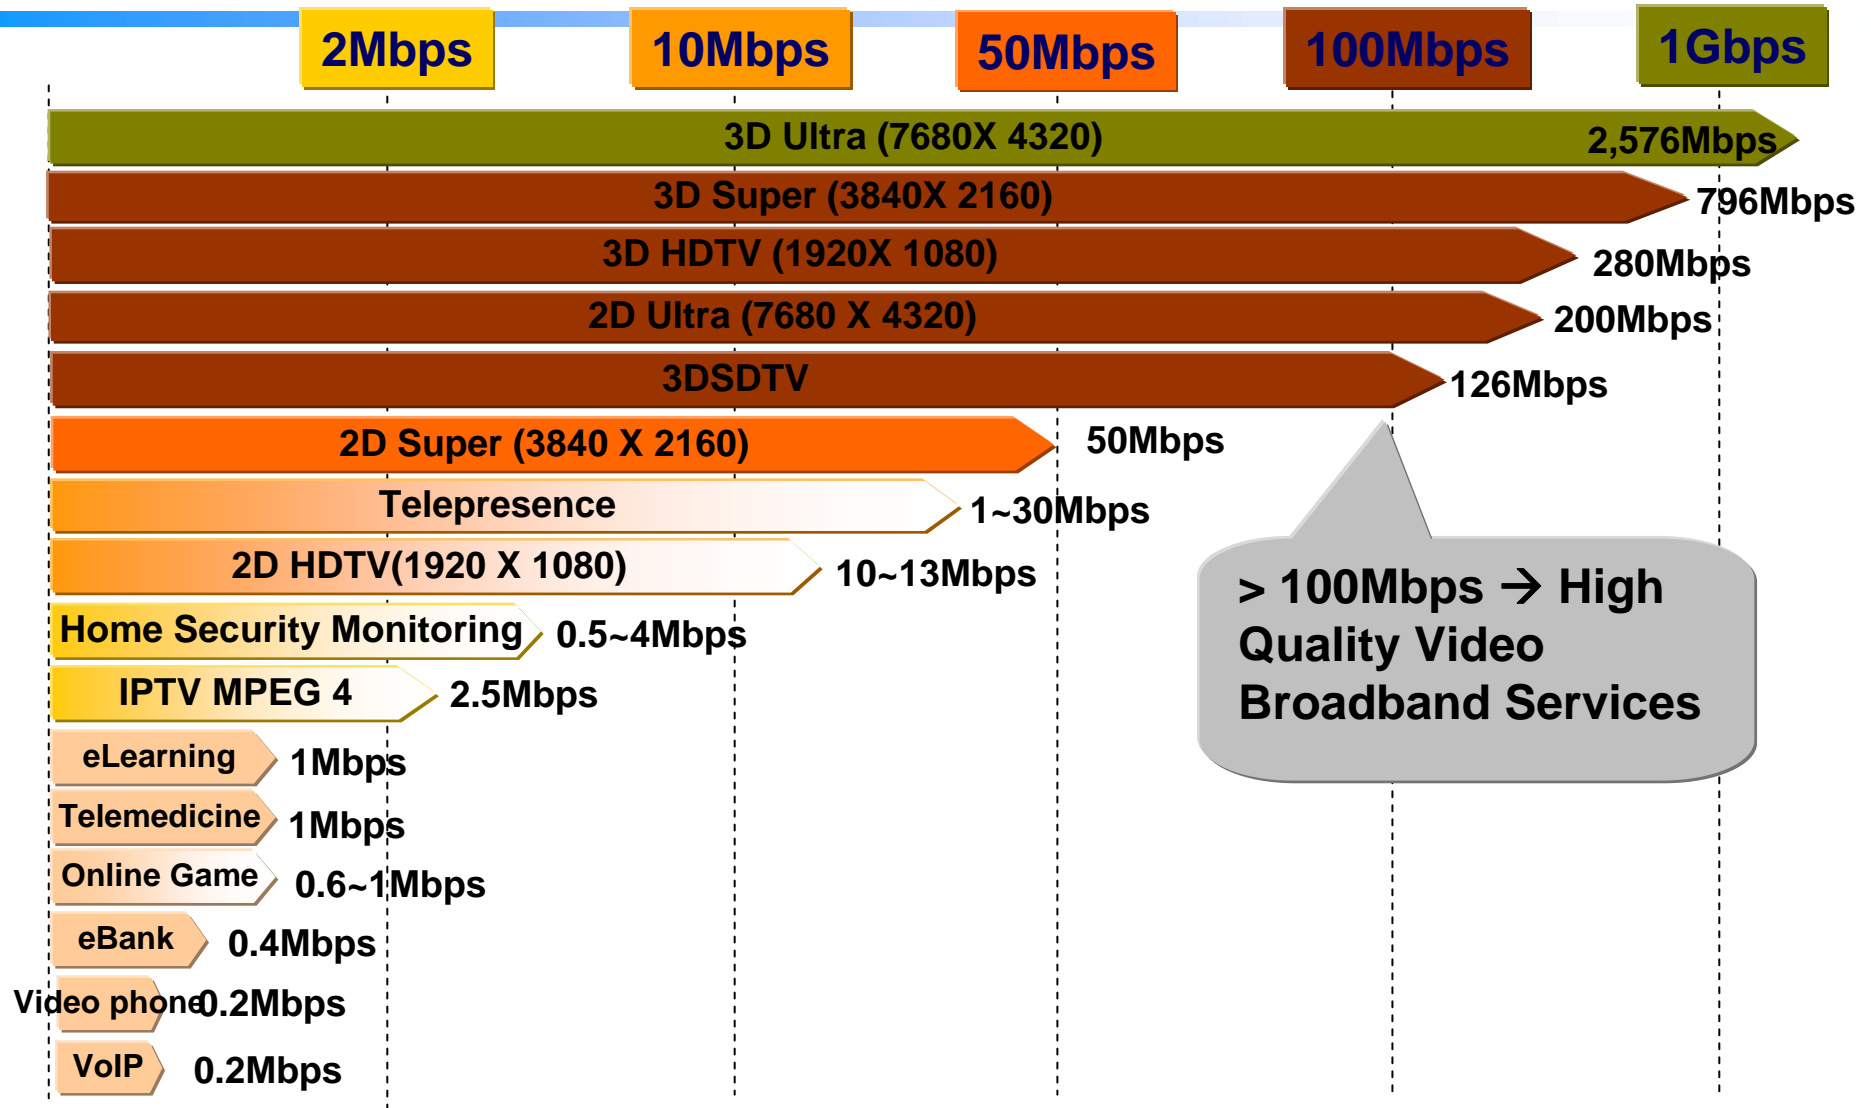 2Mbps 10Mbps 50Mbps 100Mbps 1Gbps
3D Ultra (7680X 4320) 2,576Mbps
3D Super (3840X 2160) 796Mbps
3D HDTV (1920X 1080) 280Mbps
2D Ultra (7680 X 4320) 200Mbps
3DSDTV 126Mbps
2D Super (3840 X 2160) 50Mbps
Telepresence 1~30Mbps
2D HDTV(1920 X 1080) 10~13Mbps
> 100Mbps → High
Quality Video
Broadband Services
Home Security Monitoring 0.5~4Mbps
IPTV MPEG 4 2.5Mbps
eLearning 1Mbps
Telemedicine 1Mbps
Online Game 0.6~1Mbps
eBank 0.4Mbps
Video phone 0.2Mbps
VoIP 0.2Mbps